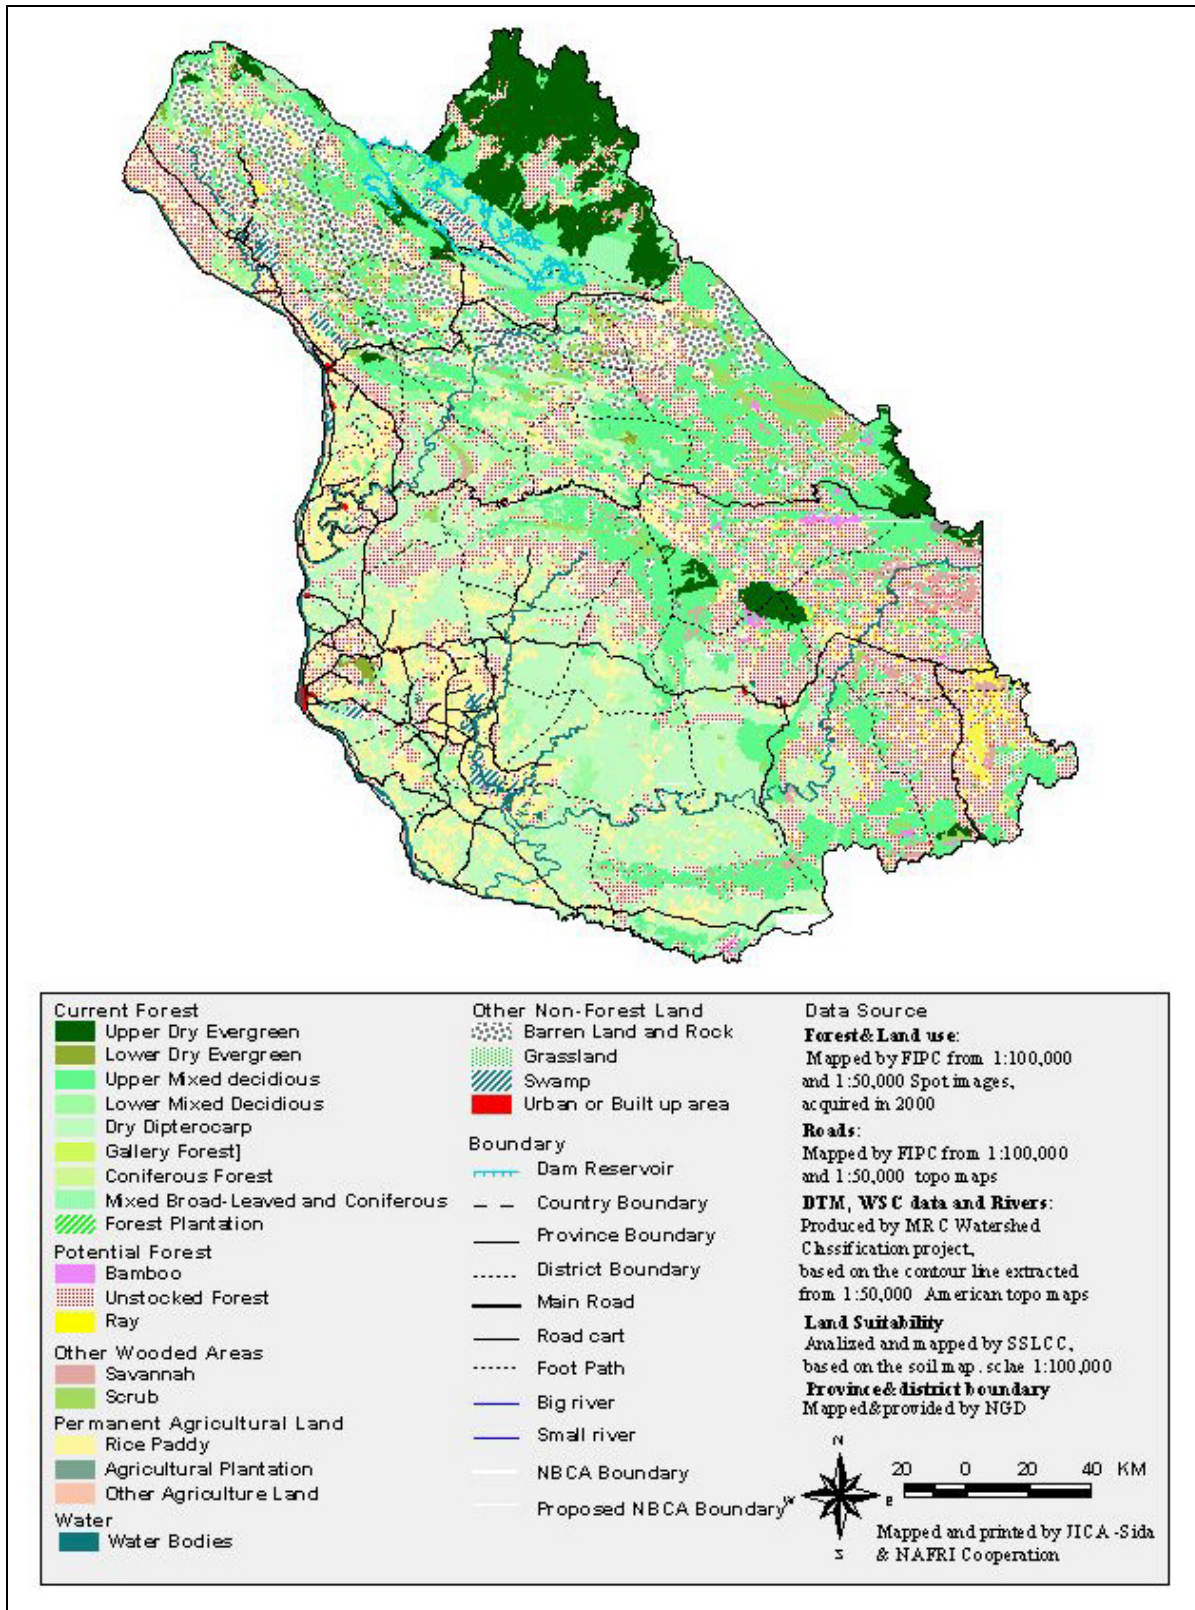 Current Forest
Upper Dry Evergreen
Lower Dry Evergreen
Upper Mixed decidious
Lower Mixed Decidious
Dry Dipterocarp
Gallery Forest]
Coniferous Forest
Mixed Broad-Leaved and Coniferous
Forest Plantation
Potential Forest
Bamboo
Unstocked Forest
Ray
Other Wooded Areas
Savannah
Scrub
Permanent Agricultural Land
Rice Paddy
Agricultural Plantation
Other Agriculture Land
Water
Water Bodies
Other Non-Forest Land
Barren Land and Rock
Grassland
Swamp
Urban or Built up area
Boundary
Dam Reservoir
Country Boundary
Province Boundary
District Boundary
Main Road
Road cart
Foot Path
Big river
Small river
NBCA Boundary
Proposed NBCA Boundary
Data Source
Forest& Land use:
Mapped by FIPC from 1:100,000
and 1:50,000 Spot images,
acquired in 2000
Roads:
Mapped by FIPC from 1:100,000
and 1:50,000 topo maps
DTM, WSC data and Rivers:
Produced by MRC Watershed
Classification project,
based on the contour line extracted
from 1:50,000 American topo maps
Land Suitability
Analized and mapped by SSLCC,
based on the soil map. sclae 1:100,000
Province& district boundary
Mapped&provided by NGD
N
W
E
S
20 0 20 40 KM
Mapped and printed by JICA-Sida
& NAFRI Cooperation